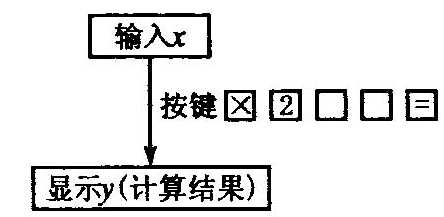 输入x
按键 × 2 □ □ =
显示y(计算结果)